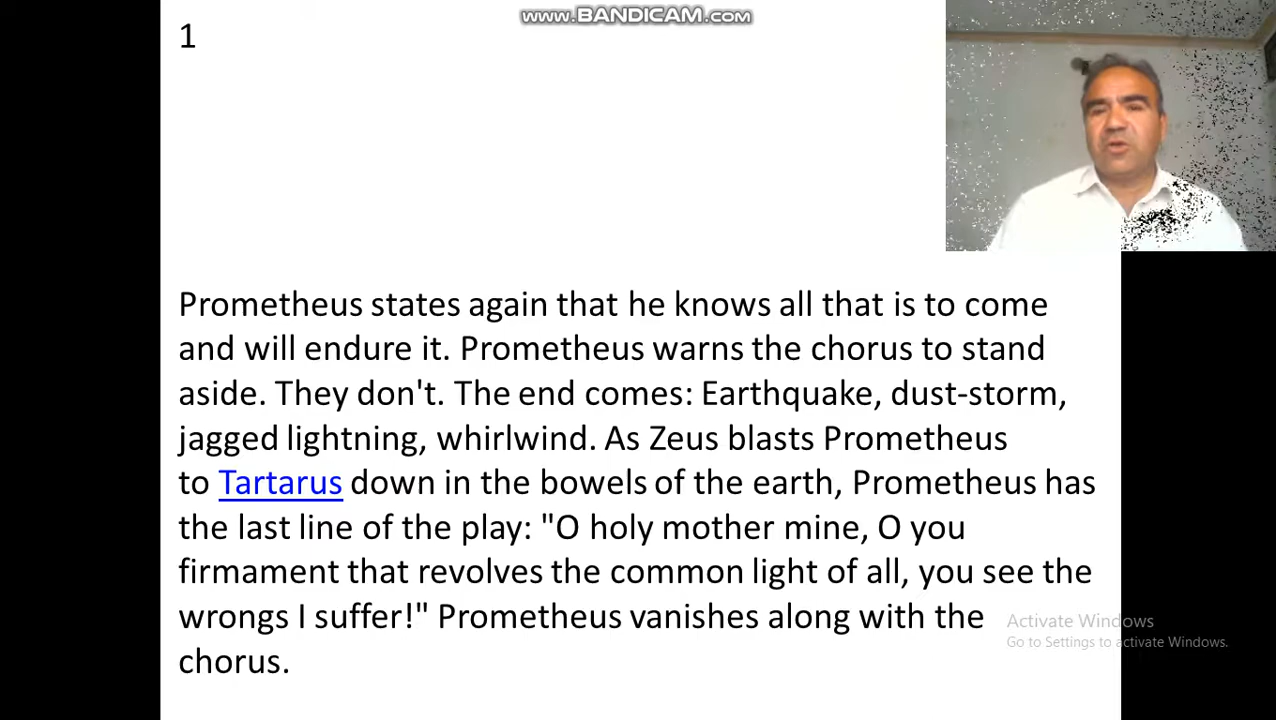 www.BANDICAM.com
1
Prometheus states again that he knows all that is to come
and will endure it. Prometheus warns the chorus to stand
aside. They don't. The end comes: Earthquake, dust-storm,
jagged lightning, whirlwind. As Zeus blasts Prometheus
to Tartarus down in the bowels of the earth, Prometheus has
the last line of the play: "O holy mother mine, O you
firmament that revolves the common light of all, you see the
wrongs I suffer!" Prometheus vanishes along with the
chorus.
Activate Windows
Go to Settings to activate Windows.